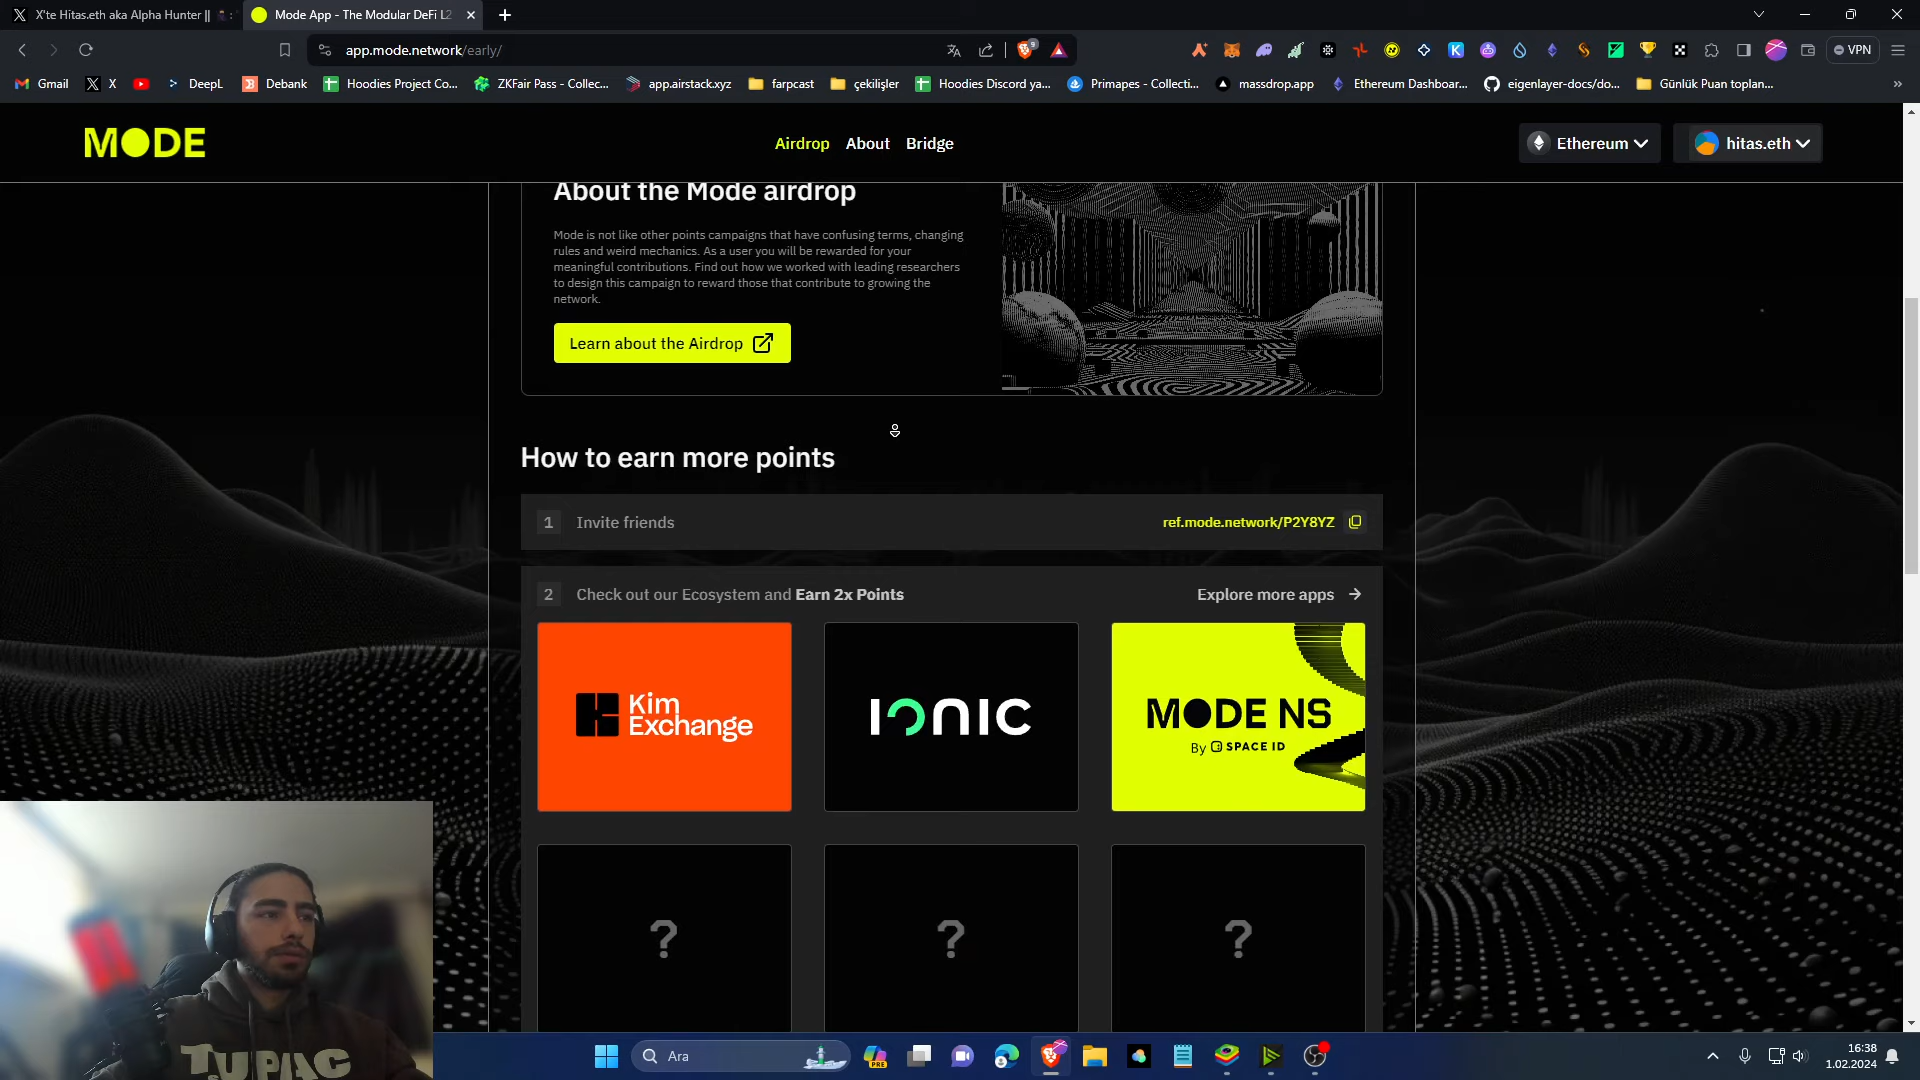 X'te Hitas.eth aka Alpha Hunter ||
Mode App - The Modular DeFi L2
app.mode.network/early/
VPN
Gmail
X
DeepL
Debank
Hoodies Project Co...
ZKFair Pass - Collec...
app.airstack.xyz
farpcast
çekilişler
Hoodies Discord ya...
Primapes - Collecti...
massdrop.app
Ethereum Dashboar...
eigenlayer-docs/do...
Günlük Puan toplan...
MODE
Airdrop
About
Bridge
Ethereum
hitas.eth
About the Mode airdrop
Mode is not like other points campaigns that have confusing terms, changing
rules and weird mechanics. As a user you will be rewarded for your
meaningful contributions. Find out how we worked with leading researchers
to design this campaign to reward those that contribute to growing the
network.
Learn about the Airdrop
How to earn more points
1 Invite friends
ref.mode.network/P2Y8YZ
2 Check out our Ecosystem and Earn 2x Points
Explore more apps →
Kim
Exchange
IONIC
MODE NS
By SPACE ID
? ? ?
TUPAC
Ara
PRE
16:38
1.02.2024